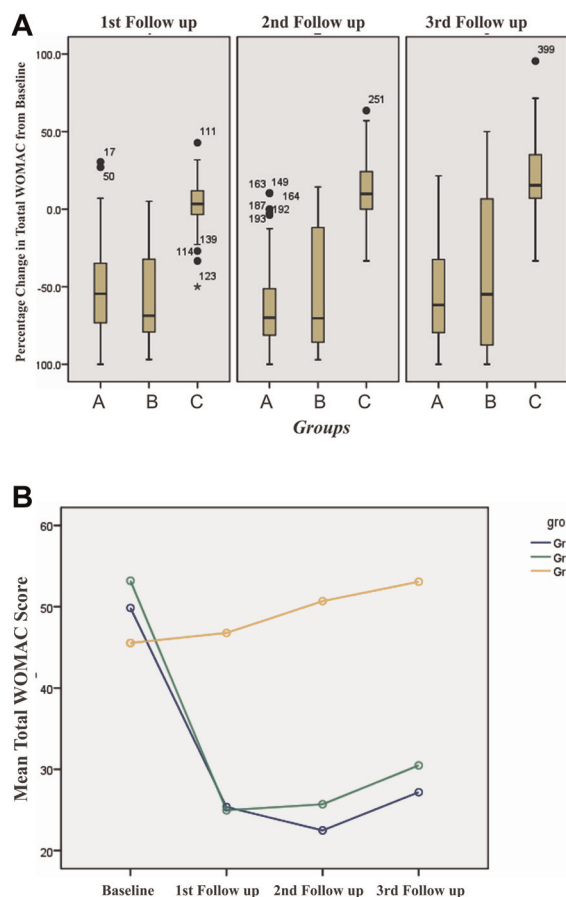 A
1st Follow up
2nd Follow up
3rd Follow up
Percentage Change in Toatal WOMAC from Baseline
100.0
50.0
0.0
-50.0
100.0
17
50
111
139
114
123
163
149
187
164
193
192
251
399
A
B
C
A
B
C
A
B
C
Groups
B
Mean Total WOMAC Score
60
50
40
30
20
gro
Gr
Gr
Gr
Baseline
1st Follow up
2nd Follow up
3rd Follow up